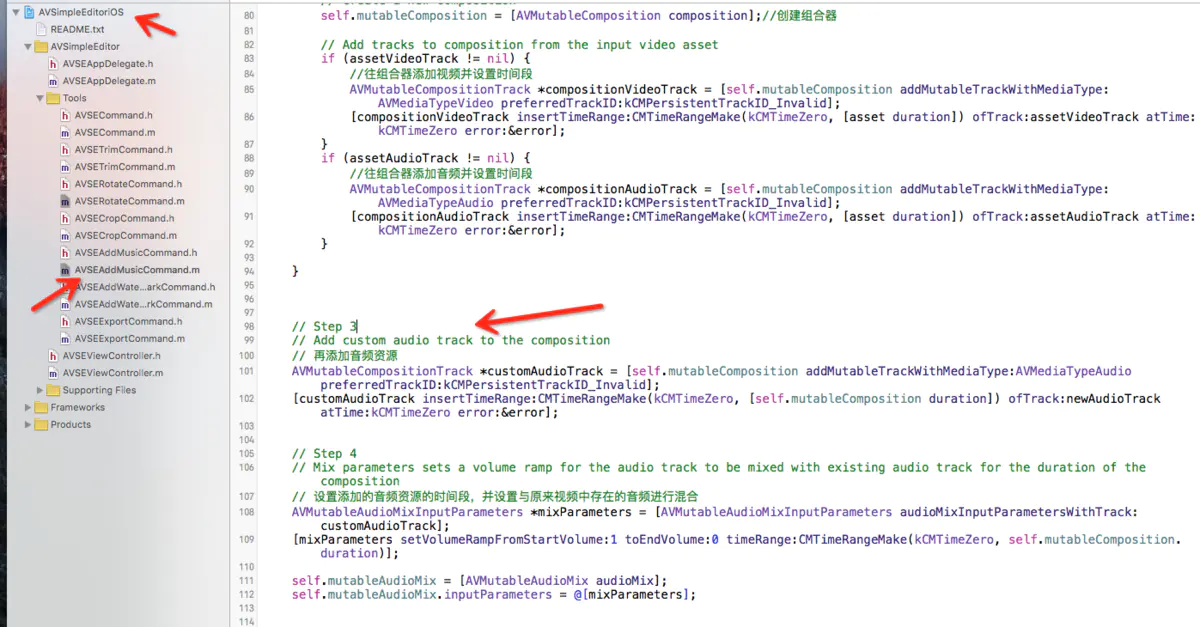 AVSimpleEditoriOS
README.txt
AVSimpleEditor
AVSEAppDelegate.h
AVSEAppDelegate.m
Tools
AVSECommand.h
AVSECommand.m
AVSETrimCommand.h
AVSETrimCommand.m
AVSERotateCommand.h
AVSERotateCommand.m
AVSECropCommand.h
AVSECropCommand.m
AVSEAddMusicCommand.h
AVSEAddMusicCommand.m
AVSEAddWate...arkCommand.h
AVSEAddWate...rkCommand.m
AVSEExportCommand.h
AVSEExportCommand.m
AVSEViewController.h
AVSEViewController.m
Supporting Files
Frameworks
Products
80 self.mutableComposition = [AVMutableComposition composition];//创建组合器
81
82 // Add tracks to composition from the input video asset
83 if (assetVideoTrack != nil) {
84 //往组合器添加视频并设置时间段
85 AVMutableCompositionTrack *compositionVideoTrack = [self.mutableComposition addMutableTrackWithMediaType:
AVMediaTypeVideo preferredTrackID:kCMPersistentTrackID_Invalid];
86 [compositionVideoTrack insertTimeRange:CMTimeRangeMake(kCMTimeZero, [asset duration]) ofTrack:assetVideoTrack atTime:
kCMTimeZero error:&error];
87 }
88 if (assetAudioTrack != nil) {
89 //往组合器添加音频并设置时间段
90 AVMutableCompositionTrack *compositionAudioTrack = [self.mutableComposition addMutableTrackWithMediaType:
AVMediaTypeAudio preferredTrackID:kCMPersistentTrackID_Invalid];
91 [compositionAudioTrack insertTimeRange:CMTimeRangeMake(kCMTimeZero, [asset duration]) ofTrack:assetAudioTrack atTime:
kCMTimeZero error:&error];
92 }
93
94 }
95
96
97
98 // Step 3
99 // Add custom audio track to the composition
100 // 再添加音频资源
101 AVMutableCompositionTrack *customAudioTrack = [self.mutableComposition addMutableTrackWithMediaType:AVMediaTypeAudio
preferredTrackID:kCMPersistentTrackID_Invalid];
102 [customAudioTrack insertTimeRange:CMTimeRangeMake(kCMTimeZero, [self.mutableComposition duration]) ofTrack:newAudioTrack
atTime:kCMTimeZero error:&error];
103
104
105 // Step 4
106 // Mix parameters sets a volume ramp for the audio track to be mixed with existing audio track for the duration of the
composition
107 // 设置添加的音频资源的时间段，并设置与原来视频中存在的音频进行混合
108 AVMutableAudioMixInputParameters *mixParameters = [AVMutableAudioMixInputParameters audioMixInputParametersWithTrack:
customAudioTrack];
109 [mixParameters setVolumeRampFromStartVolume:1 toEndVolume:0 timeRange:CMTimeRangeMake(kCMTimeZero, self.mutableComposition.
duration)];
110
111 self.mutableAudioMix = [AVMutableAudioMix audioMix];
112 self.mutableAudioMix.inputParameters = @[mixParameters];
113
114